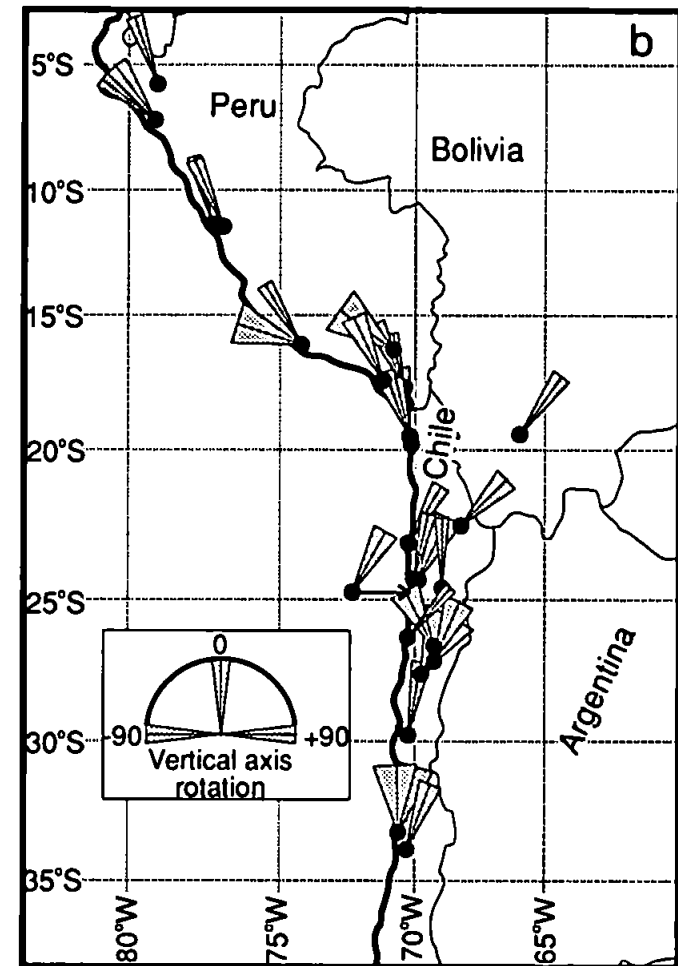 b
5°S
Peru
Bolivia
10°S
15°S
Chile
20°S
25°S
Argentina
0
-90
+90
Vertical axis
rotation
30°S
35°S
80°W
75°W
70°W
65°W